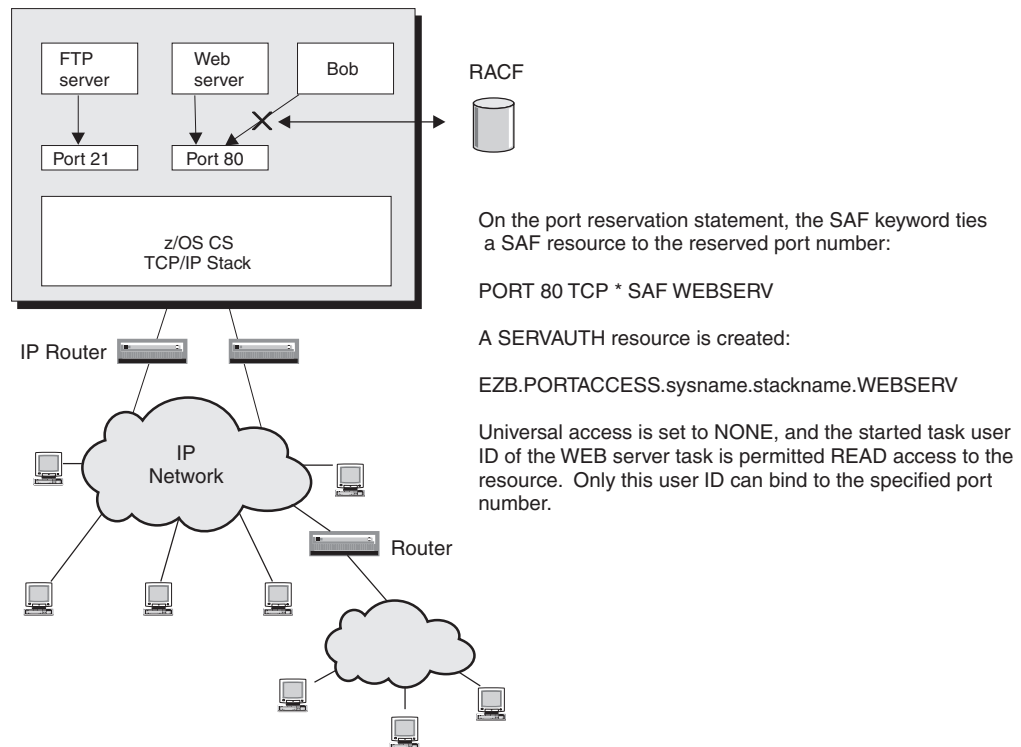 FTP
server
Web
server
Bob
RACF
Port 21
Port 80
z/OS CS
TCP/IP Stack
On the port reservation statement, the SAF keyword ties
a SAF resource to the reserved port number:
PORT 80 TCP * SAF WEBSERV
A SERVAUTH resource is created:
EZB.PORTACCESS.sysname.stackname.WEBSERV
Universal access is set to NONE, and the started task user
ID of the WEB server task is permitted READ access to the
resource. Only this user ID can bind to the specified port
number.
IP Router
IP
Network
Router